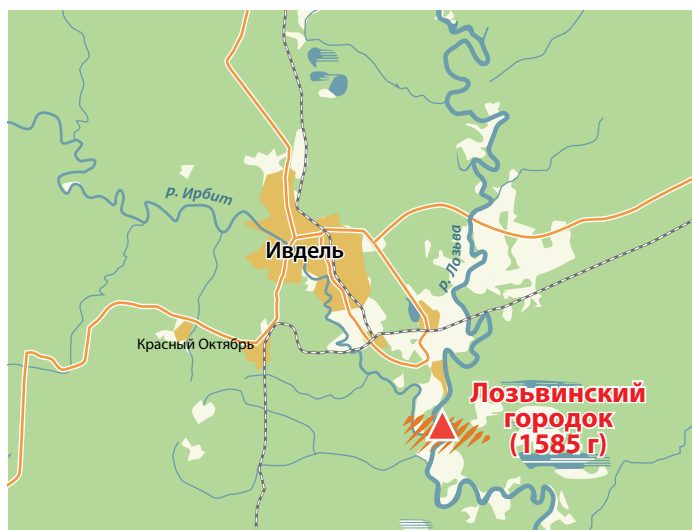 р. Ирбит
р. Лозьва
Ивдель
Красный Октябрь
Лозьвинский
городок
(1585 г)